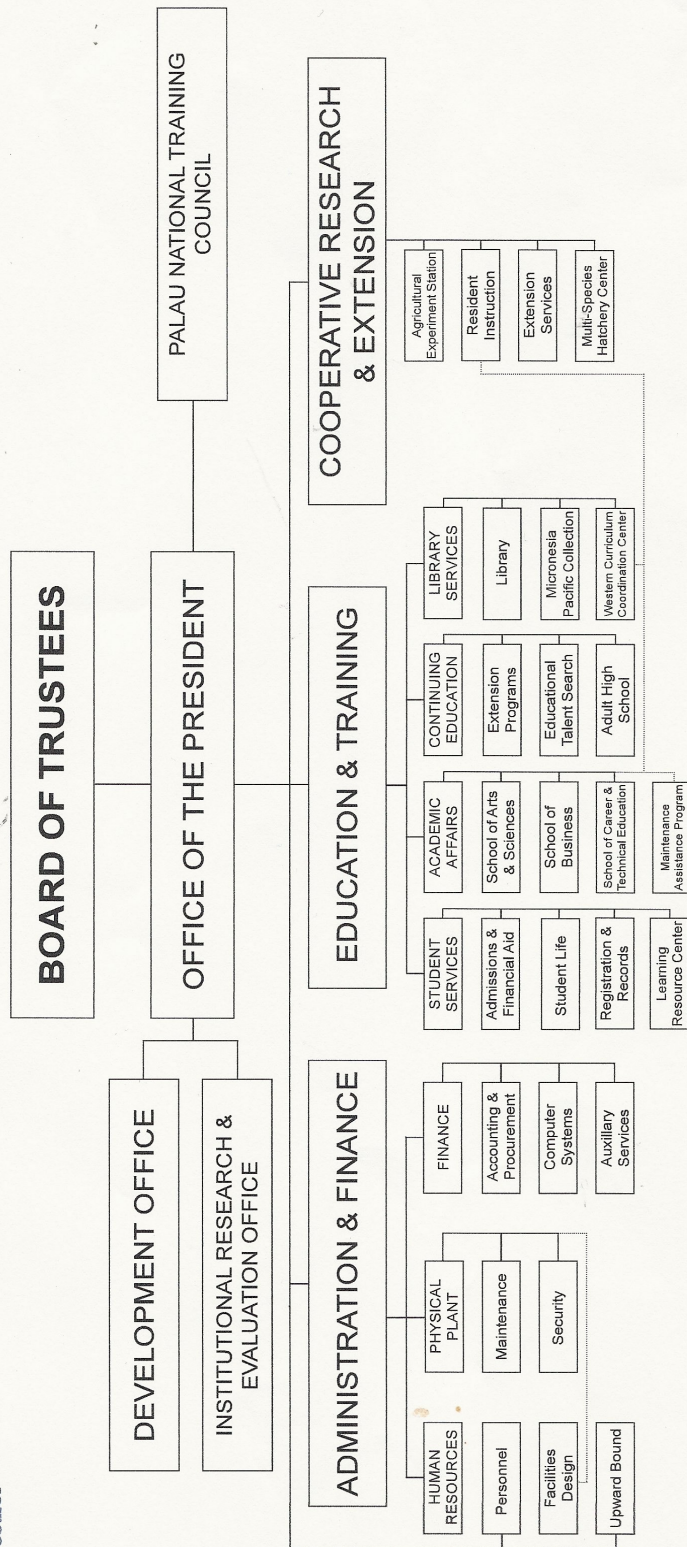 BOARD OF TRUSTEES
OFFICE OF THE PRESIDENT
PALAU NATIONAL TRAINING
COUNCIL
DEVELOPMENT OFFICE
INSTITUTIONAL RESEARCH &
EVALUATION OFFICE
ADMINISTRATION & FINANCE
HUMAN
RESOURCES
Personnel
Facilities
Design
Upward Bound
PHYSICAL
PLANT
Maintenance
Security
FINANCE
Accounting &
Procurement
Computer
Systems
Auxillary
Services
EDUCATION & TRAINING
STUDENT
SERVICES
Admissions &
Financial Aid
Student Life
Registration &
Records
Learning
Resource Center
ACADEMIC
AFFAIRS
School of Arts
& Sciences
School of
Business
School of Career &
Technical Education
Maintenance
Assistance Program
CONTINUING
EDUCATION
Extension
Programs
Educational
Talent Search
Adult High
School
LIBRARY
SERVICES
Library
Micronesia
Pacific Collection
Western Curriculum
Coordination Center
COOPERATIVE RESEARCH
& EXTENSION
Agricultural
Experiment Station
Resident
Instruction
Extension
Services
Multi-Species
Hatchery Center